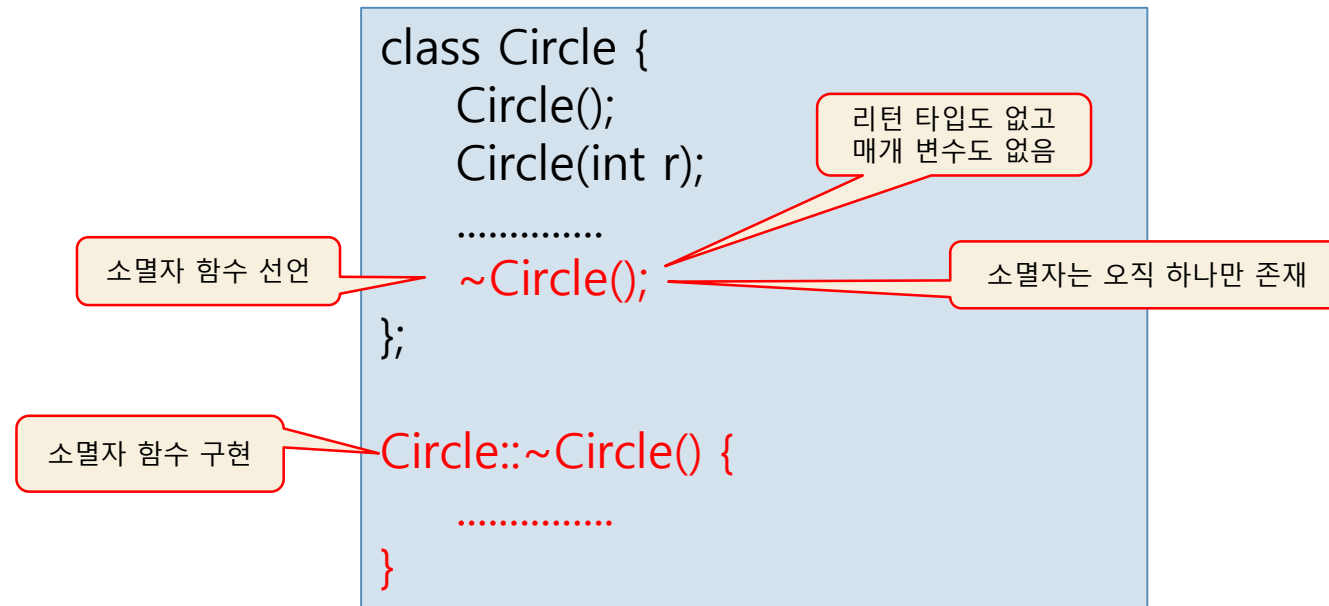 class Circle {
Circle();
Circle(int r);
리턴 타입도 없고
매개 변수도 없음
..............
소멸자 함수 선언
~Circle();
소멸자는 오직 하나만 존재
};
소멸자 함수 구현
Circle::~Circle() {
...............
}